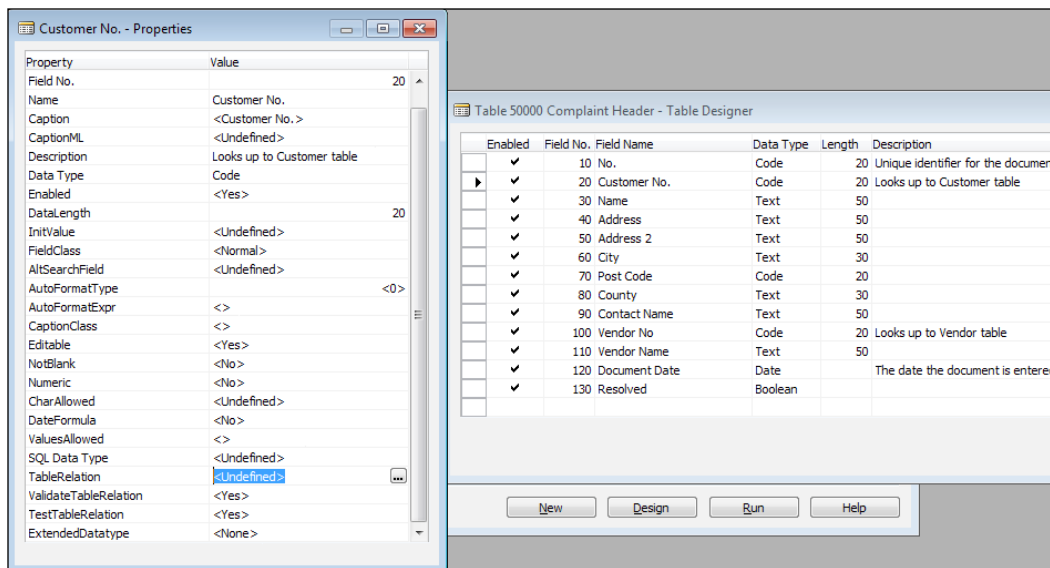 Customer No. - Properties
Property Value
Field No. 20
Name Customer No.
Caption <Customer No.>
CaptionML <Undefined>
Description Looks up to Customer table
Data Type Code
Enabled <Yes>
DataLength 20
InitValue <Undefined>
FieldClass <Normal>
AltSearchField <Undefined>
AutoFormatType <0>
AutoFormatExpr <>
CaptionClass <>
Editable <Yes>
NotBlank <No>
Numeric <No>
CharAllowed <Undefined>
DateFormula <No>
ValuesAllowed <>
SQL Data Type <Undefined>
TableRelation <Undefined> ...
ValidateTableRelation <Yes>
TestTableRelation <Yes>
ExtendedDatatype <None>
Table 50000 Complaint Header - Table Designer
Enabled Field No. Field Name Data Type Length Description
10 No. Code 20 Unique identifier for the documen
20 Customer No. Code 20 Looks up to Customer table
30 Name Text 50
40 Address Text 50
50 Address 2 Text 50
60 City Text 30
70 Post Code Code 20
80 County Text 30
90 Contact Name Text 50
100 Vendor No Code 20 Looks up to Vendor table
110 Vendor Name Text 50
120 Document Date Date The date the document is entere
130 Resolved Boolean
New Design Run Help